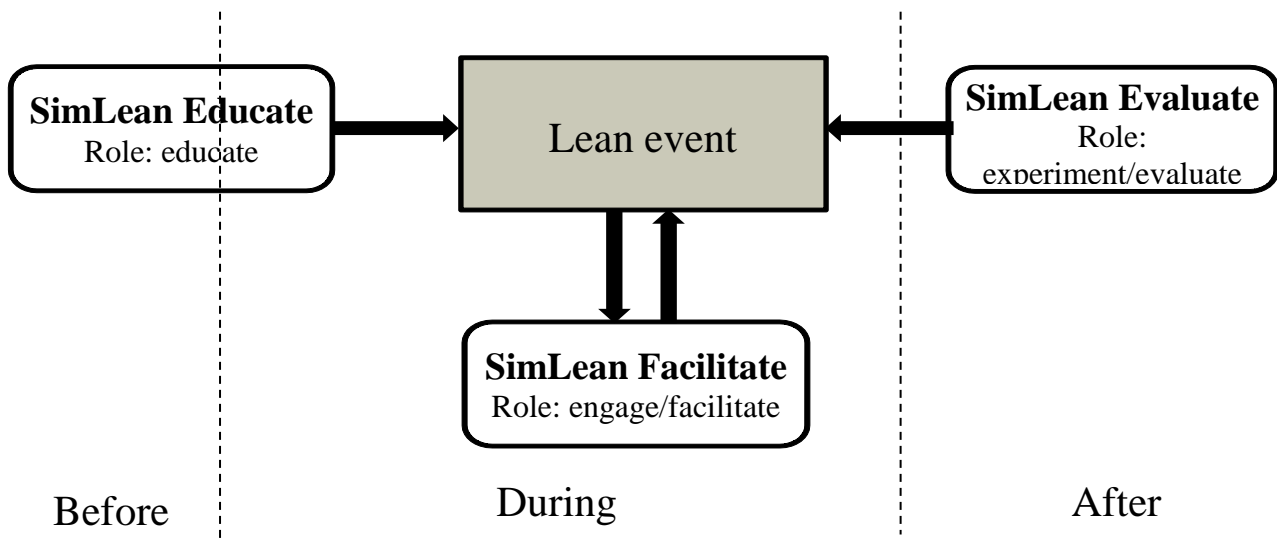 SimLean Educate
Role: educate
Lean event
SimLean Evaluate
Role:
experiment/evaluate
SimLean Facilitate
Role: engage/facilitate
Before
During
After